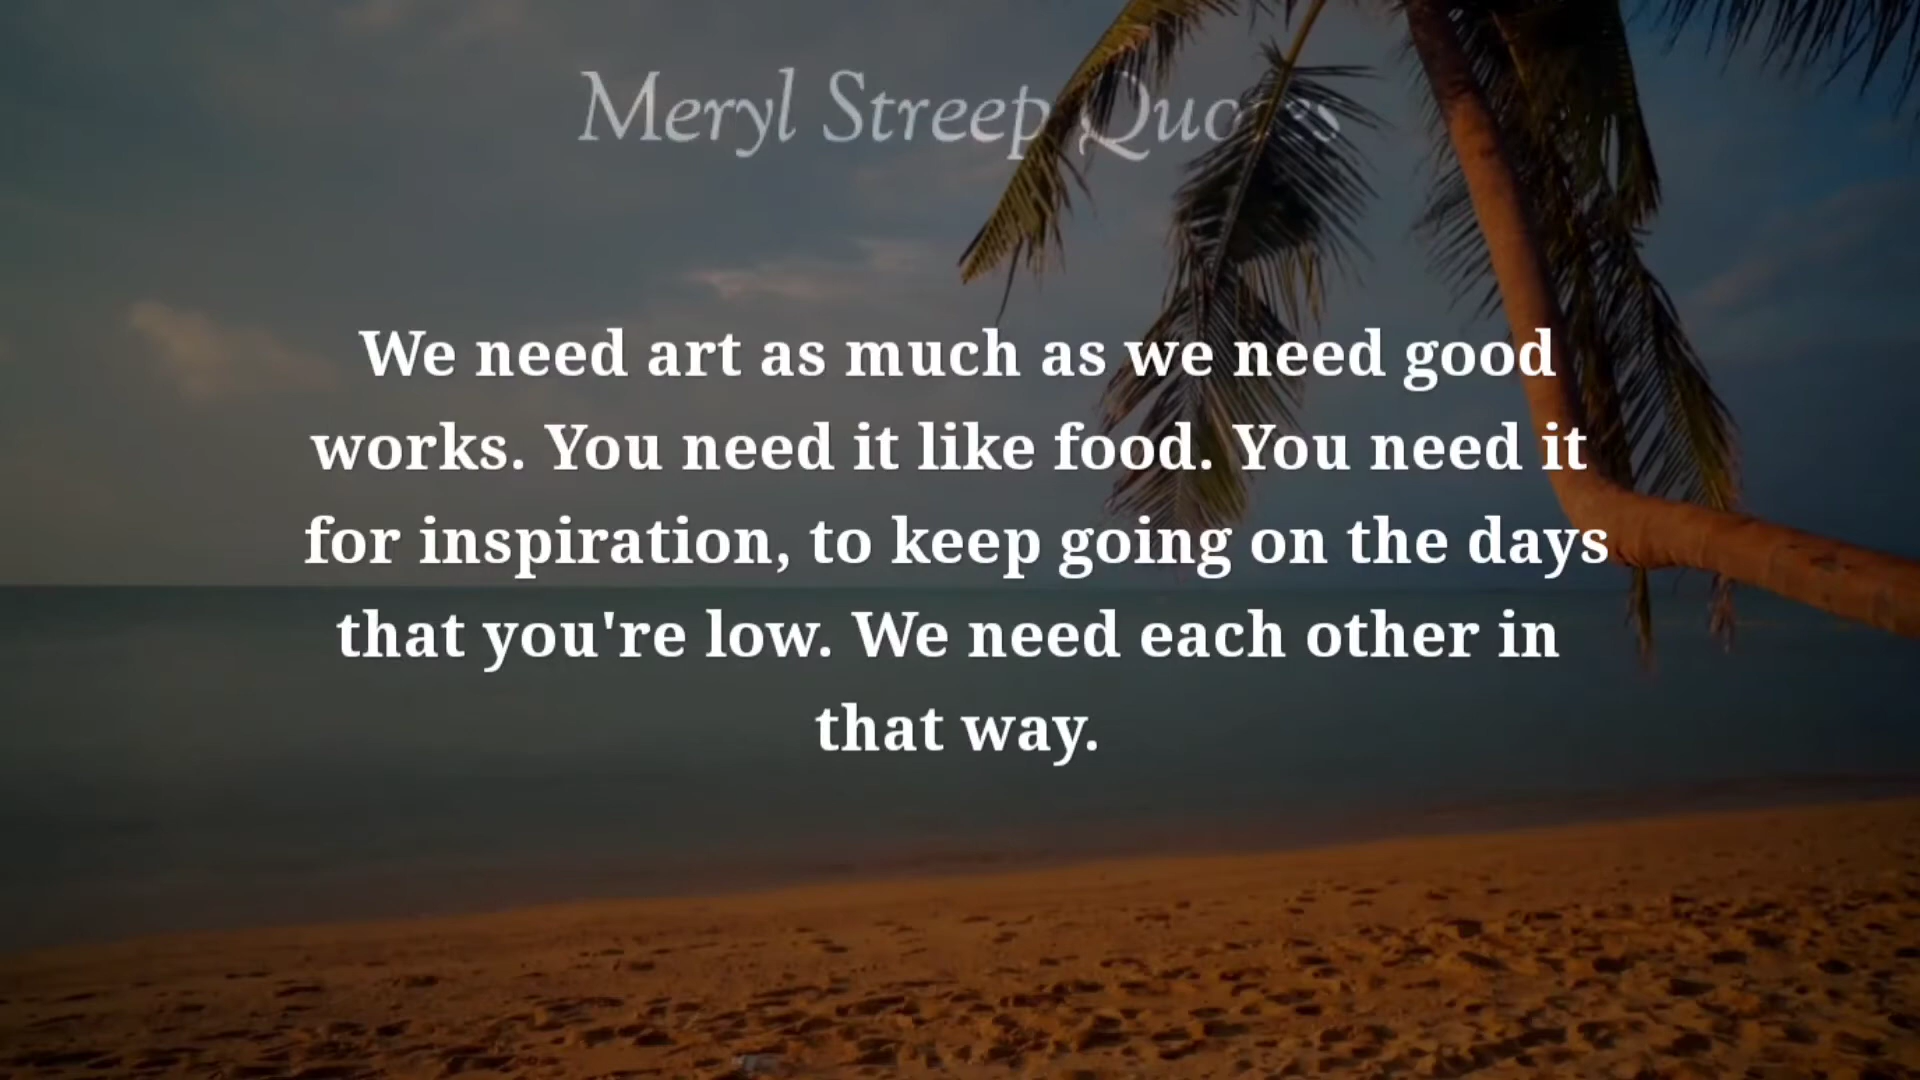 Meryl Streep Quotes
We need art as much as we need good
works. You need it like food. You need it
for inspiration, to keep going on the days
that you're low. We need each other in
that way.